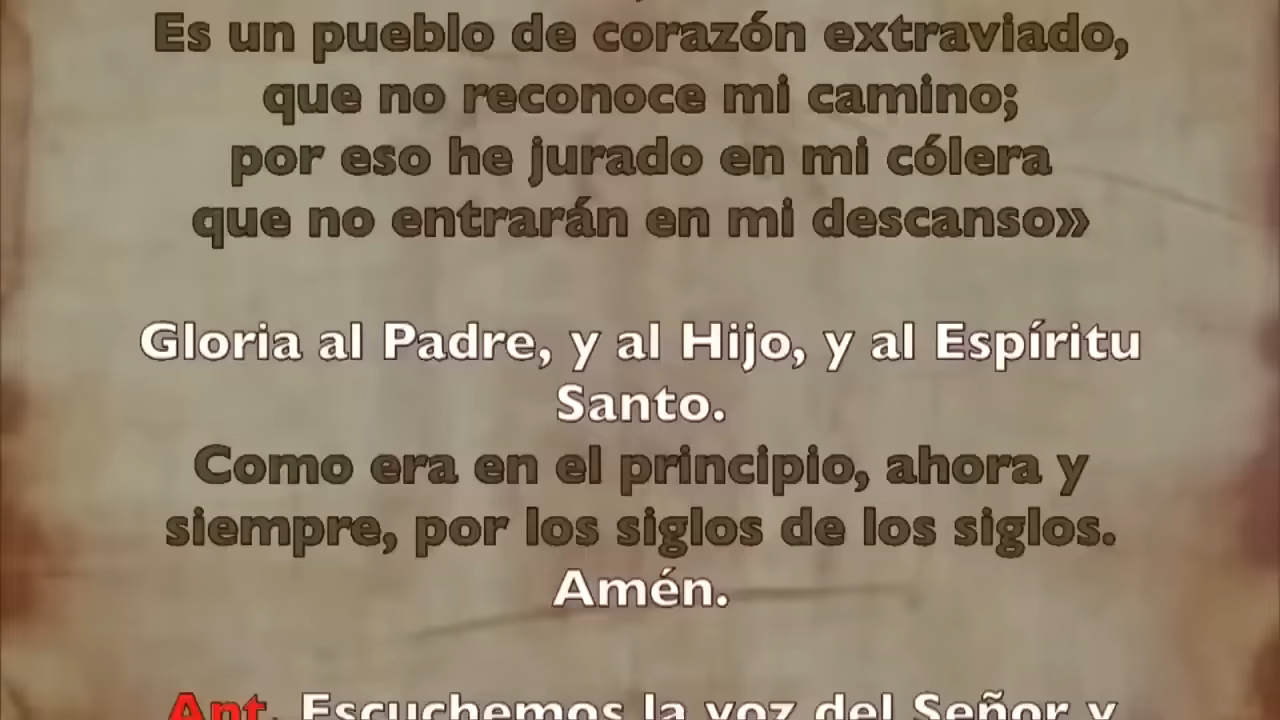 Es un pueblo de corazón extraviado,
que no reconoce mi camino;
por eso he jurado en mi cólera
que no entrarán en mi descanso»
Gloria al Padre, y al Hijo, y al Espíritu
Santo.
Como era en el principio, ahora y
siempre, por los siglos de los siglos.
Amén.
Ant. Escuchemos la voz del Señor y